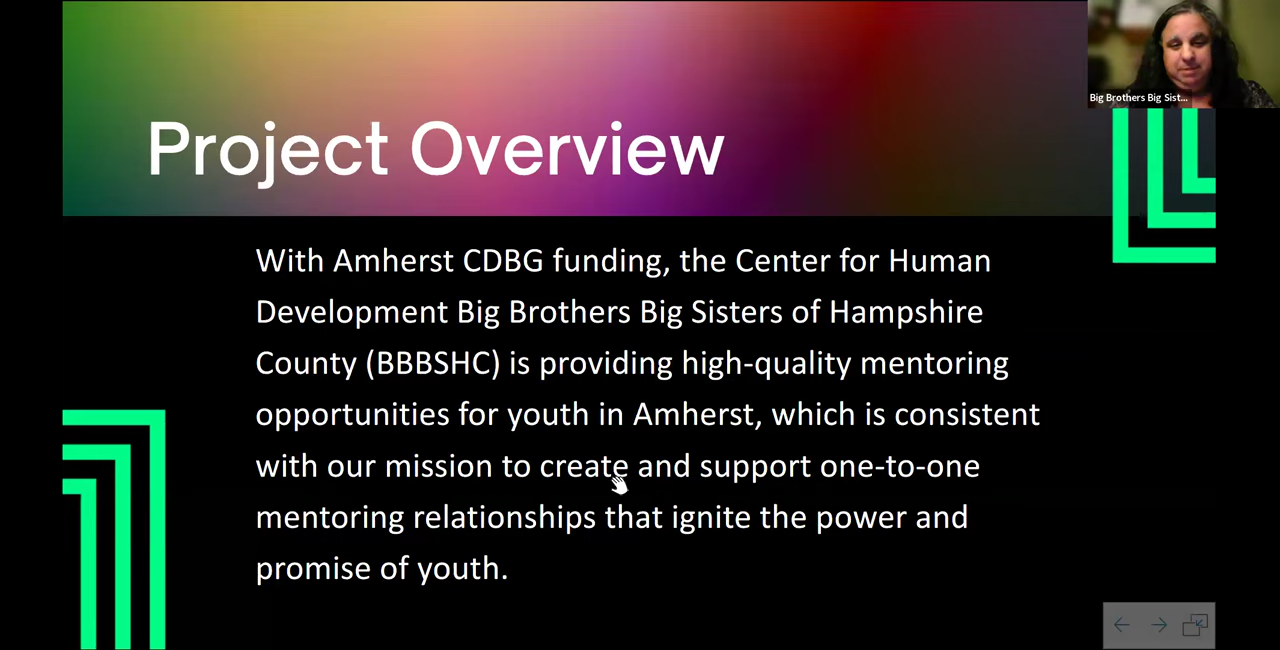 Big Brothers Big Sist...
Project Overview
With Amherst CDBG funding, the Center for Human
Development Big Brothers Big Sisters of Hampshire
County (BBBSHC) is providing high-quality mentoring
opportunities for youth in Amherst, which is consistent
with our mission to create and support one-to-one
mentoring relationships that ignite the power and
promise of youth.